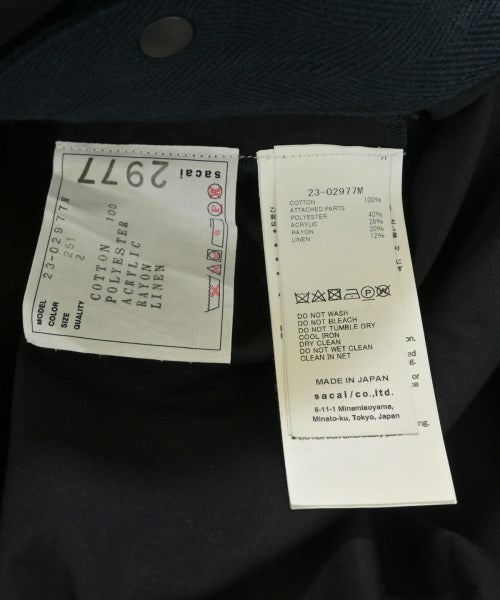 sacai
2977
MODEL 23-02977M
COLOR 251
SIZE 2
QUALITY COTTON 100
POLYESTER
ACRYLIC
RAYON
LINEN
23-02977M
COTTON 100%
ATTACHED PARTS
POLYESTER 40%
ACRYLIC 28%
RAYON 20%
LINEN 12%
DO NOT WASH
DO NOT BLEACH
DO NOT TUMBLE DRY
COOL IRON
DRY CLEAN
DO NOT WET CLEAN
CLEAN IN NET
MADE IN JAPAN
sacai/co.,ltd.
6-11-1 Minamiaoyama,
Minato-ku, Tokyo, Japan